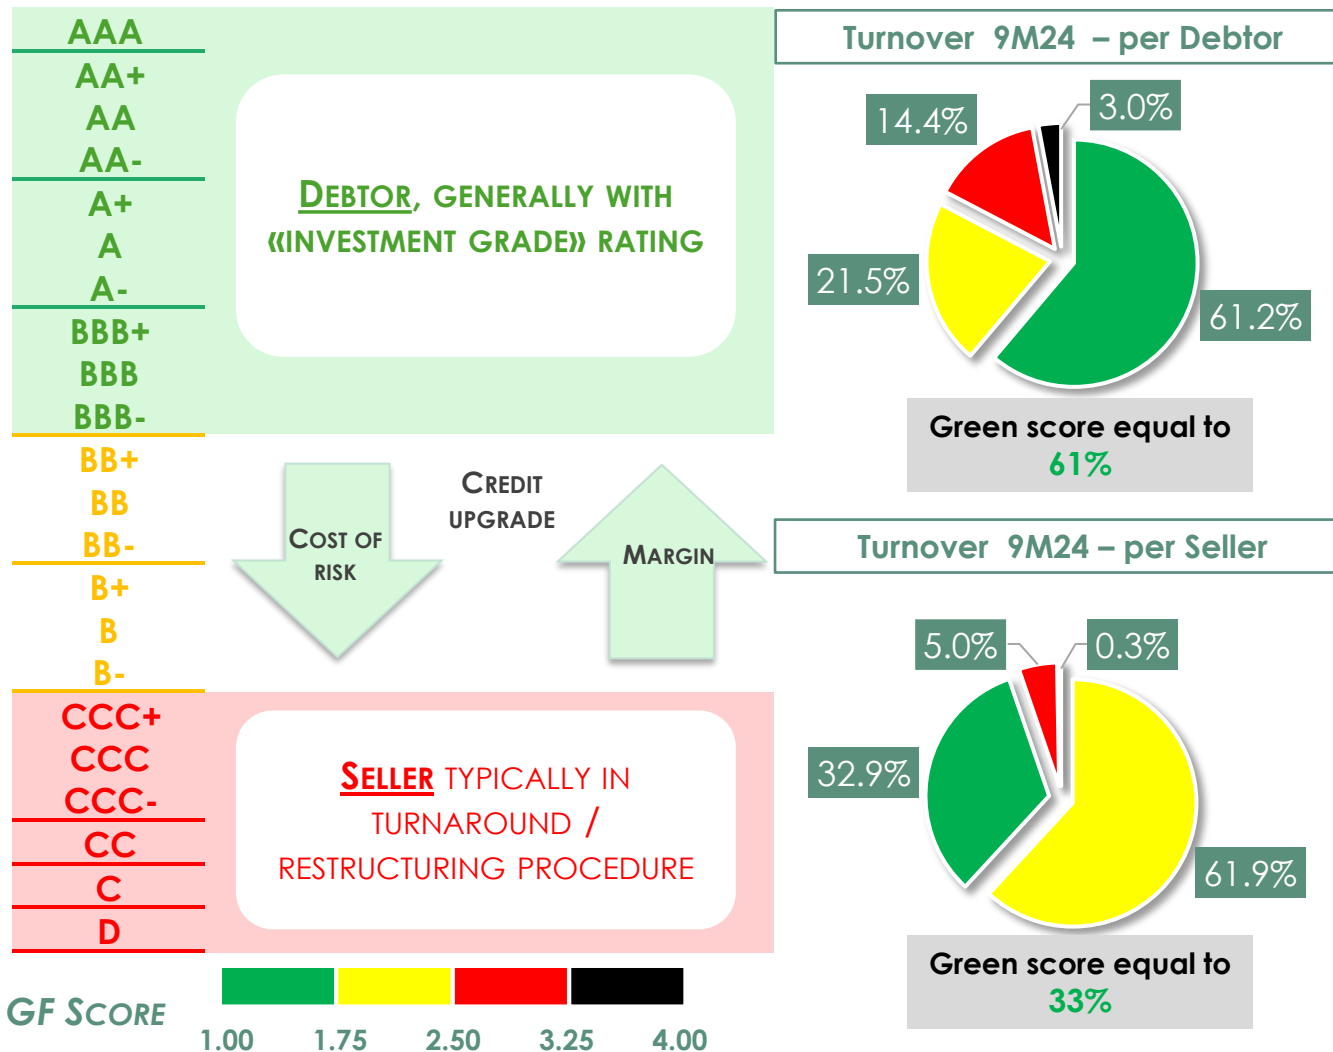 AAA
AA+
AA
AA-
A+
A
A-
BBB+
BBB
BBB-
BB+
BB
BB-
B+
B
B-
CCC+
CCC
CCC-
CC
C
D
DEBTOR, GENERALLY WITH
«INVESTMENT GRADE» RATING
COST OF
RISK
CREDIT
UPGRADE
MARGIN
SELLER TYPICALLY IN
TURNAROUND /
RESTRUCTURING PROCEDURE
GF SCORE
1.00 1.75 2.50 3.25 4.00
Turnover 9M24 – per Debtor
14.4%
3.0%
21.5%
61.2%
Green score equal to
61%
Turnover 9M24 – per Seller
5.0%
0.3%
32.9%
61.9%
Green score equal to
33%